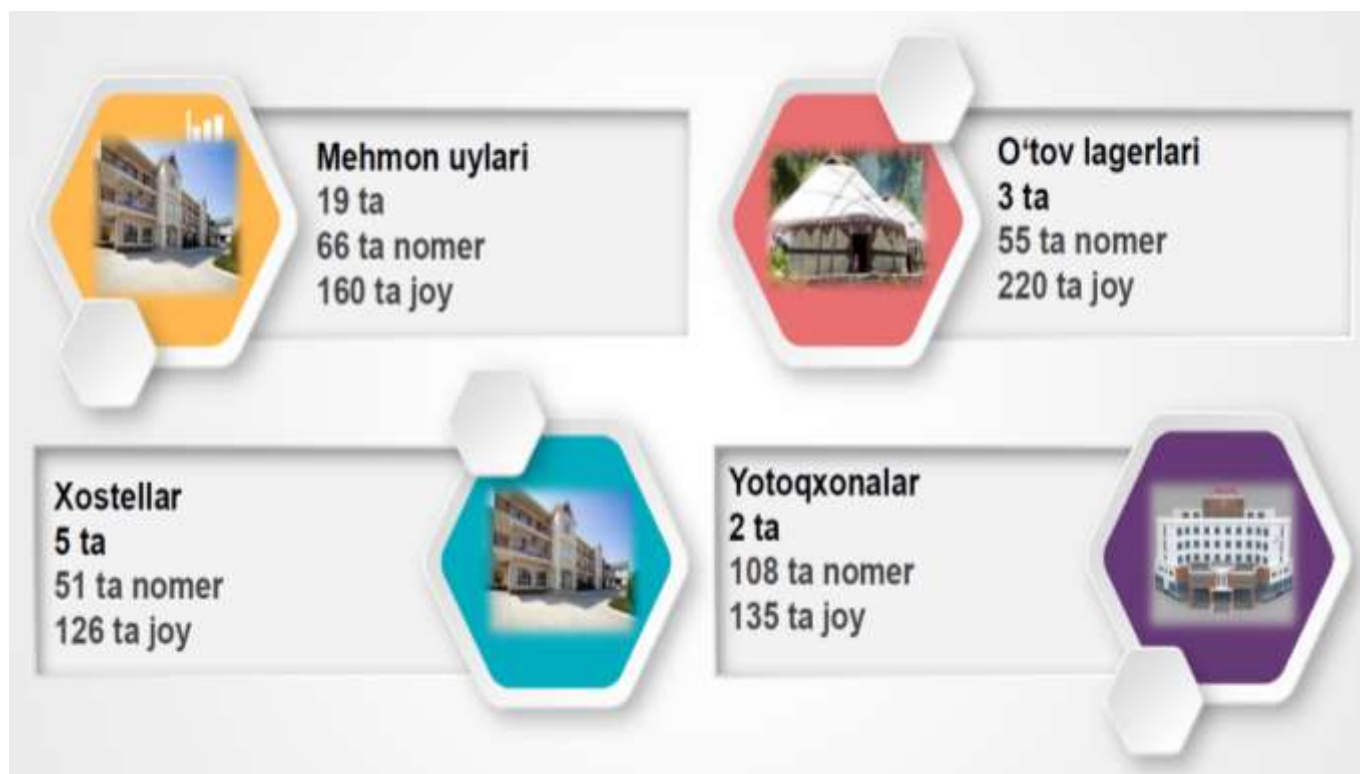 Mehmon uylari
19 ta
66 ta nomer
160 ta joy
O‘tov lagerlari
3 ta
55 ta nomer
220 ta joy
Xostellar
5 ta
51 ta nomer
126 ta joy
Yotoqxonalar
2 ta
108 ta nomer
135 ta joy